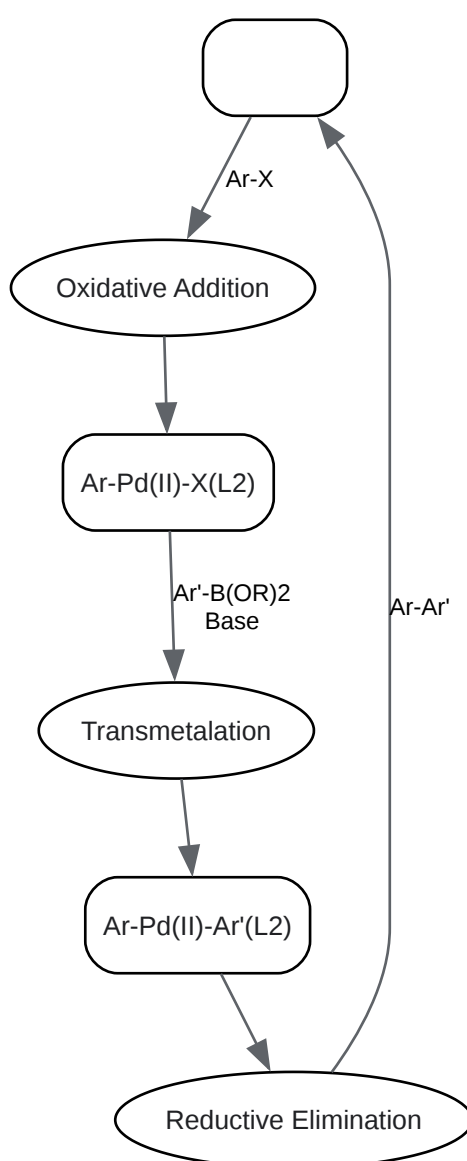 Ar-X
Oxidative Addition
Ar-Pd(II)-X(L2)
Ar'-B(OR)2
Base
Ar-Ar'
Transmetalation
Ar-Pd(II)-Ar'(L2)
Reductive Elimination